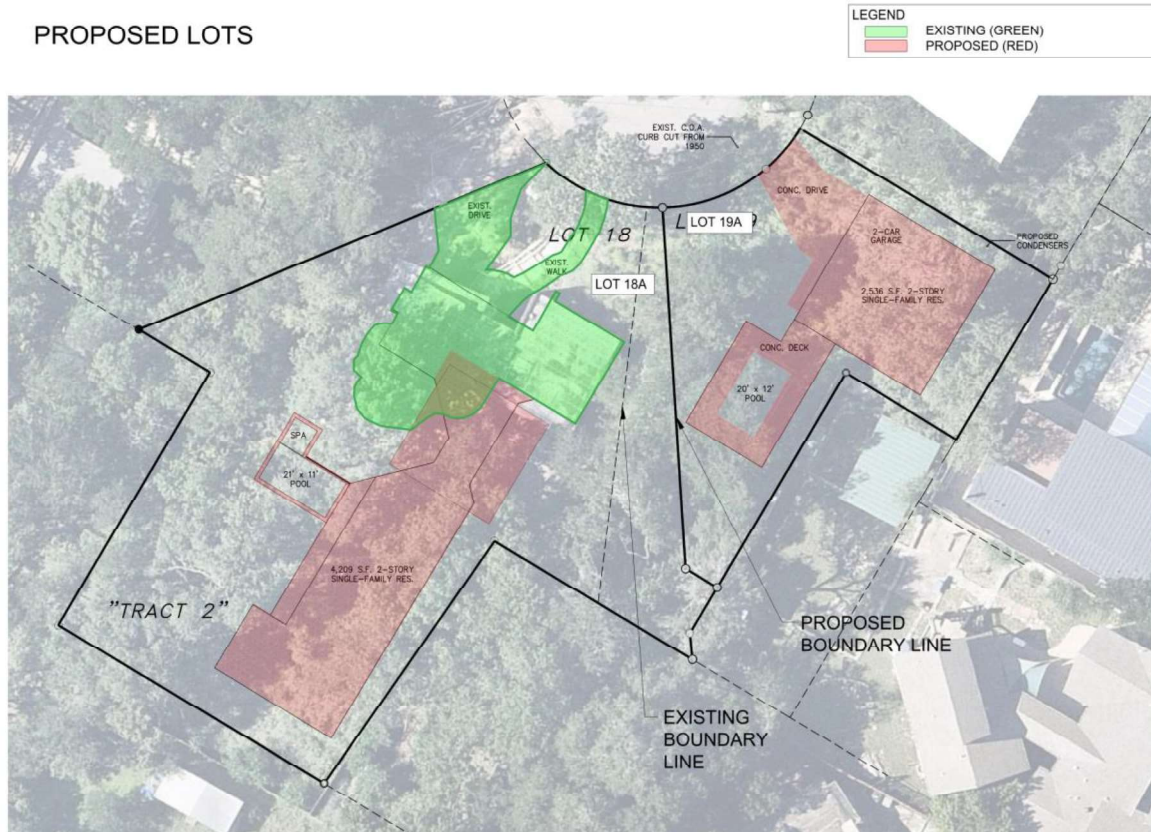 PROPOSED LOTS
LEGEND
EXISTING (GREEN)
PROPOSED (RED)
EXIST. C.O.A.
CURB CUT FROM
1950
CONC. DRIVE
EXIST.
DRIVE
LOT 18
LOT 19A
9
2-CAR
GARAGE
PROPOSED
CONDENSERS
EXIST.
WALK
LOT 18A
2,536 S.F. 2-STORY
SINGLE-FAMILY RES.
CONC. DECK
20' x 12'
POOL
SPA
21' x 11'
POOL
4,209 S.F. 2-STORY
SINGLE-FAMILY RES.
"TRACT 2"
PROPOSED
BOUNDARY LINE
EXISTING
BOUNDARY
LINE